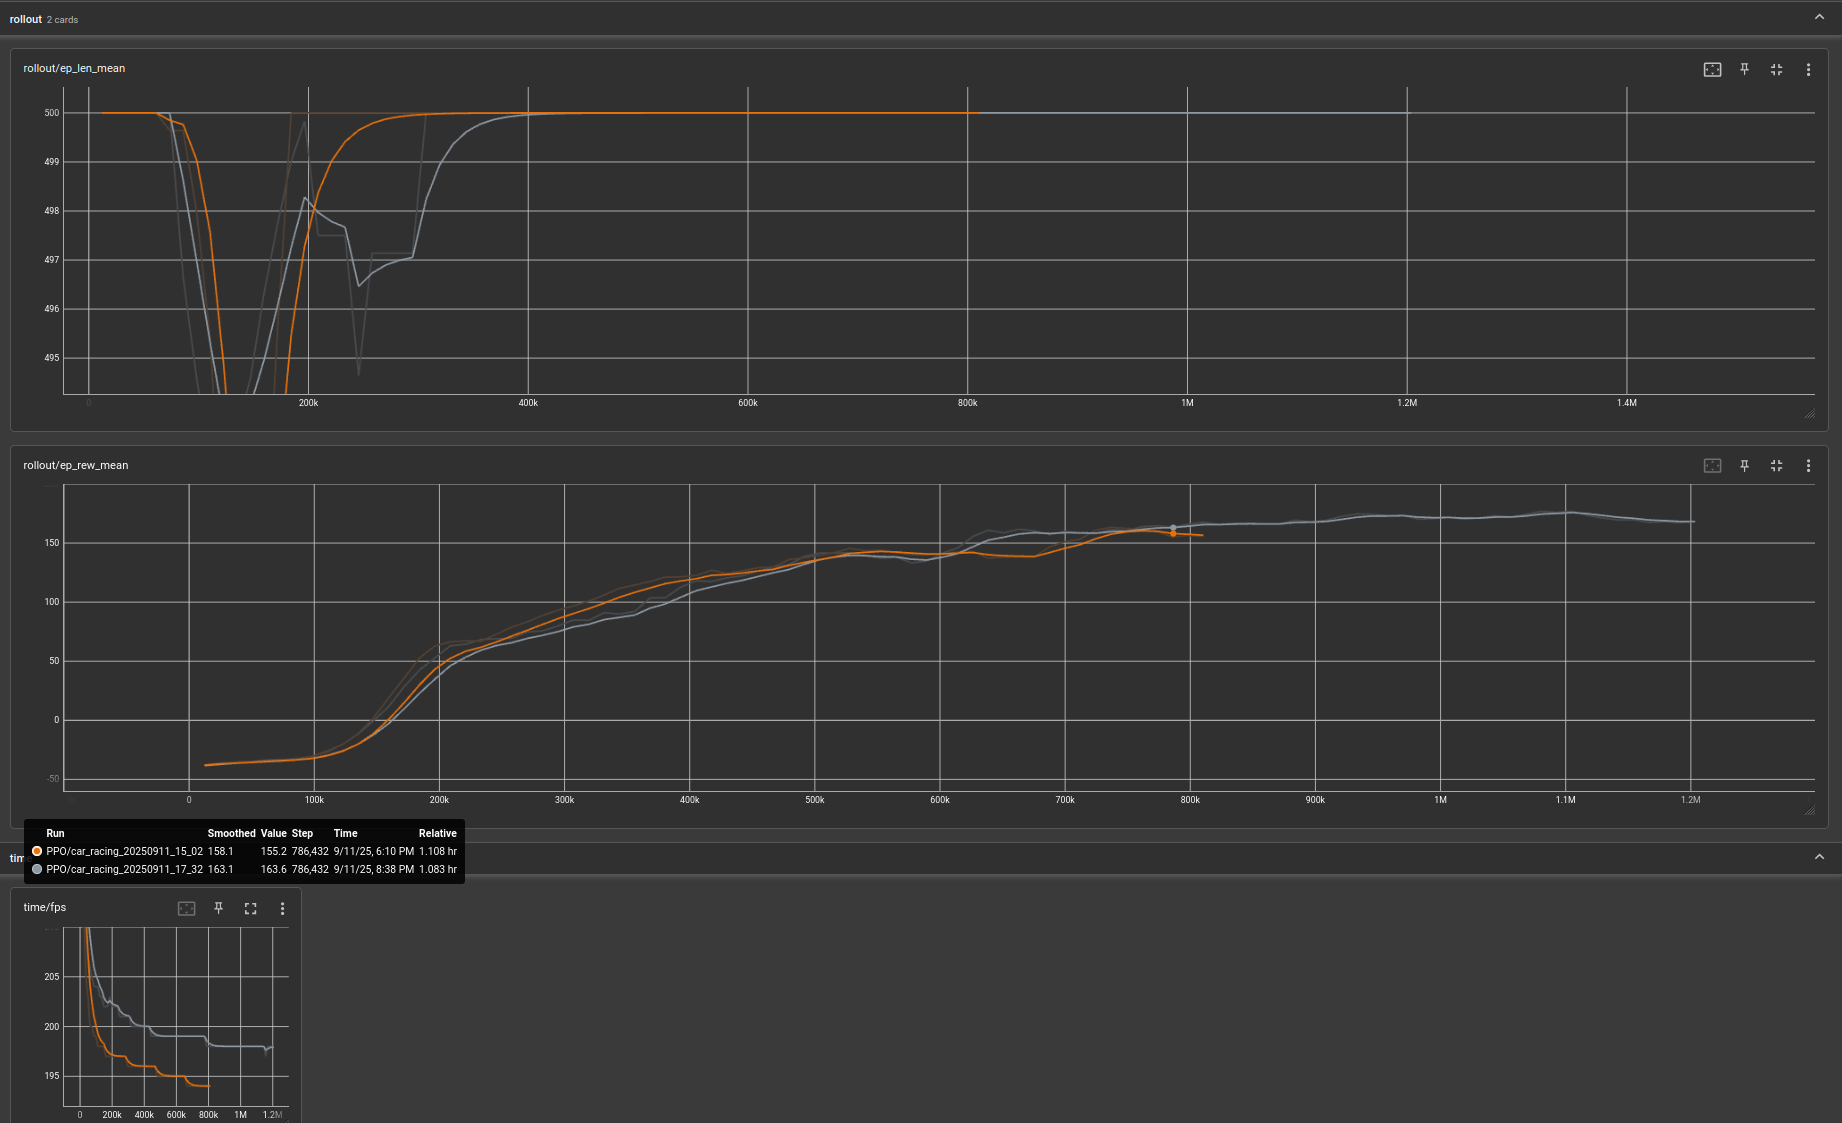 rollout 2 cards
rollout/ep_len_mean
500
499
498
497
496
495
0 200k 400k 600k 800k 1M 1.2M 1.4M
rollout/ep_rew_mean
150
100
50
0
-50
0 100k 200k 300k 400k 500k 600k 700k 800k 900k 1M 1.1M 1.2M
Run Smoothed Value Step Time Relative
PPO/car_racing_20250911_15_02 158.1 155.2 786,432 9/11/25, 6:10 PM 1.108 hr
tim
PPO/car_racing_20250911_17_32 163.1 163.6 786,432 9/11/25, 8:38 PM 1.083 hr
time/fps
205
200
195
0 200k 400k 600k 800k 1M 1.2M